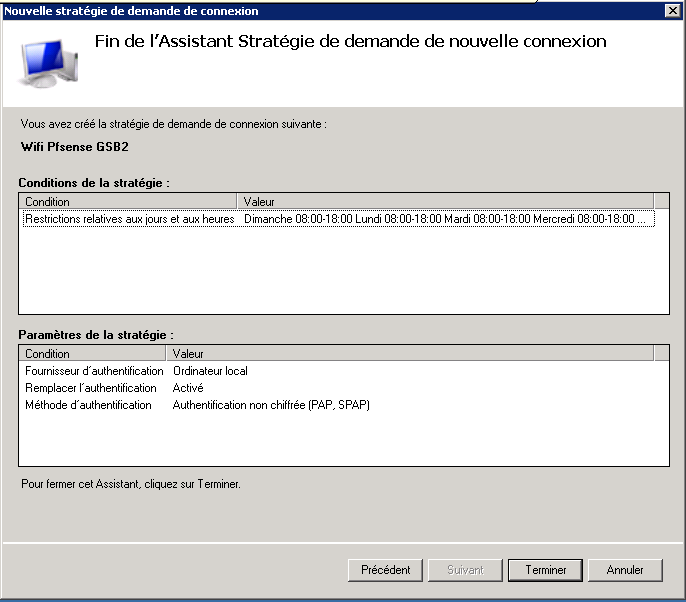 Nouvelle stratégie de demande de connexion
Fin de l'Assistant Stratégie de demande de nouvelle connexion
Vous avez créé la stratégie de demande de connexion suivante :
Wifi Pfsense GSB2
Conditions de la stratégie :
Condition Valeur
Restrictions relatives aux jours et aux heures Dimanche 08:00-18:00 Lundi 08:00-18:00 Mardi 08:00-18:00 Mercredi 08:00-18:00 ...
Paramètres de la stratégie :
Condition Valeur
Fournisseur d'authentification Ordinateur local
Remplacer l'authentification Activé
Méthode d'authentification Authentification non chiffrée (PAP, SPAP)
Pour fermer cet Assistant, cliquez sur Terminer.
Précédent Suivant Terminer Annuler